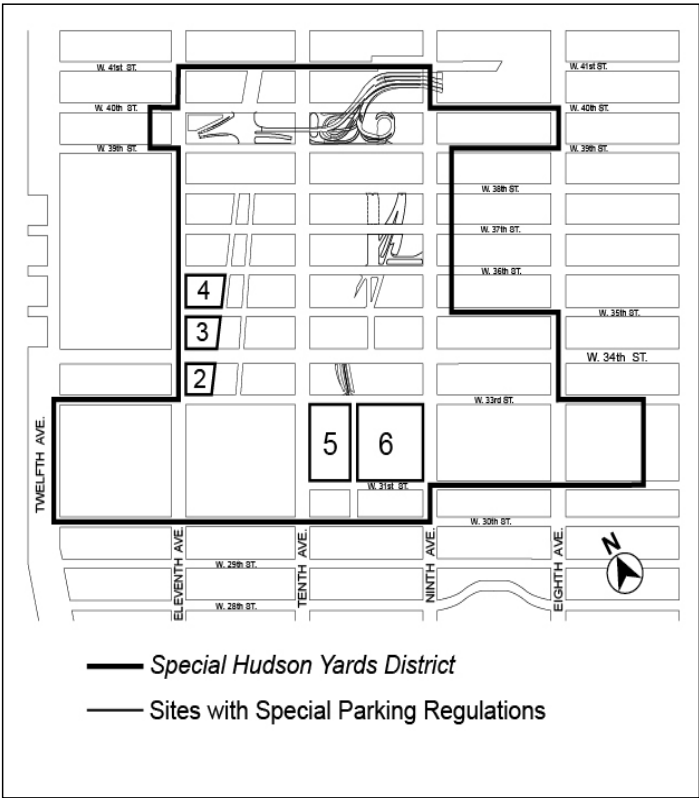 W. 41st ST.
W. 41st ST.
W. 40th ST.
W. 40th ST.
W. 39th ST.
W. 39th ST.
W. 38th ST.
W. 37th ST.
W. 36th ST.
4
W. 35th ST.
3
W. 34th ST.
2
W. 33rd ST.
5
6
TWELFTH AVE.
W. 31st ST.
W. 30th ST.
ELEVENTH AVE.
TENTH AVE.
NINTH AVE.
EIGHTH AVE.
N
W. 29th ST.
W. 28th ST.
Special Hudson Yards District
Sites with Special Parking Regulations